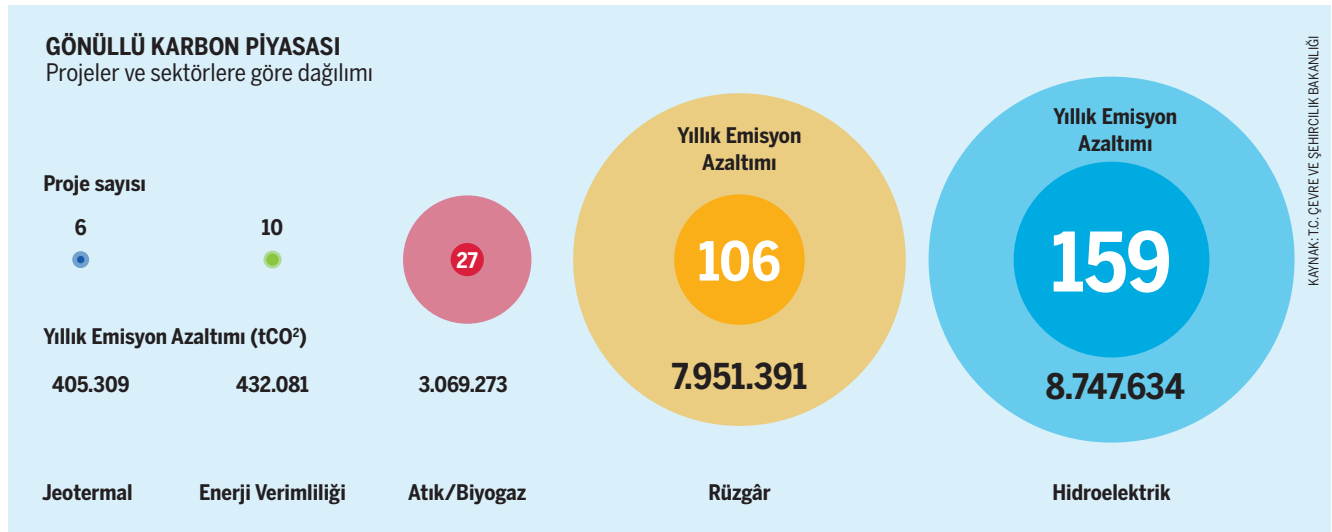 GÖNÜLLÜ KARBON PİYASASI
Projeler ve sektörlere göre dağılımı
Proje sayısı
6
10
27
Yıllık Emisyon
Azaltımı
106
Yıllık Emisyon
Azaltımı
159
Yıllık Emisyon Azaltımı (tCO²)
405.309
432.081
3.069.273
7.951.391
8.747.634
Jeotermal
Enerji Verimliliği
Atık/Biyogaz
Rüzgâr
Hidroelektrik
KAYNAK: T.C. ÇEVRE VE ŞEHİRCILIK BAKANLIĞI